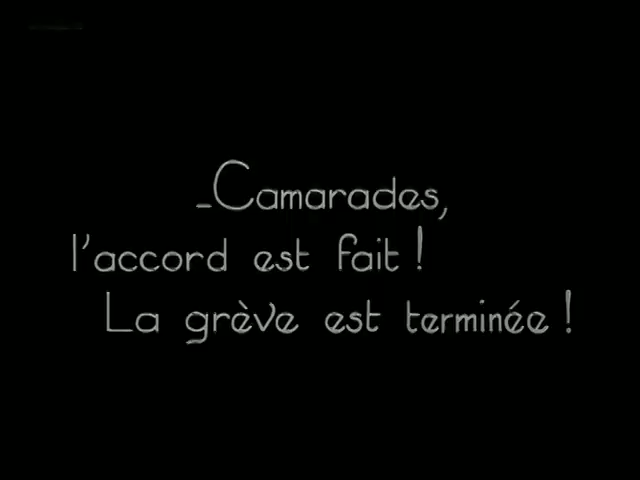 -Camarades,
l'accord est fait !
La grève est terminée !